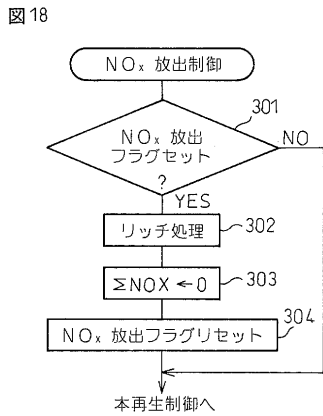 図18
NOx 放出制御
301
NOx 放出
フラグセット
?
NO
YES
リッチ処理
302
ΣNOX ← 0
303
NOx 放出フラグリセット
304
本再生制御へ